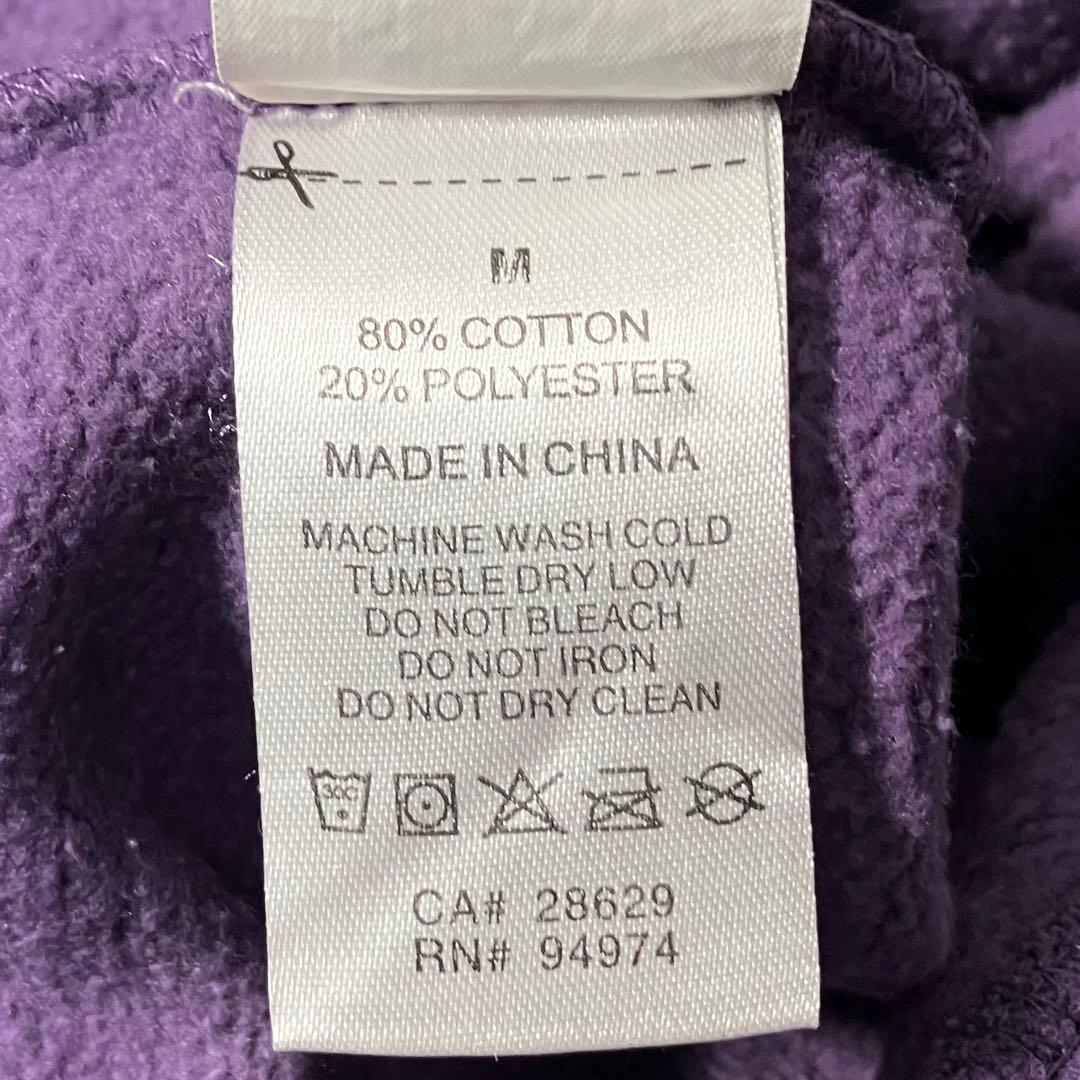 M
80% COTTON
20% POLYESTER
MADE IN CHINA
MACHINE WASH COLD
TUMBLE DRY LOW
DO NOT BLEACH
DO NOT IRON
DO NOT DRY CLEAN
30C
CA# 28629
RN# 94974